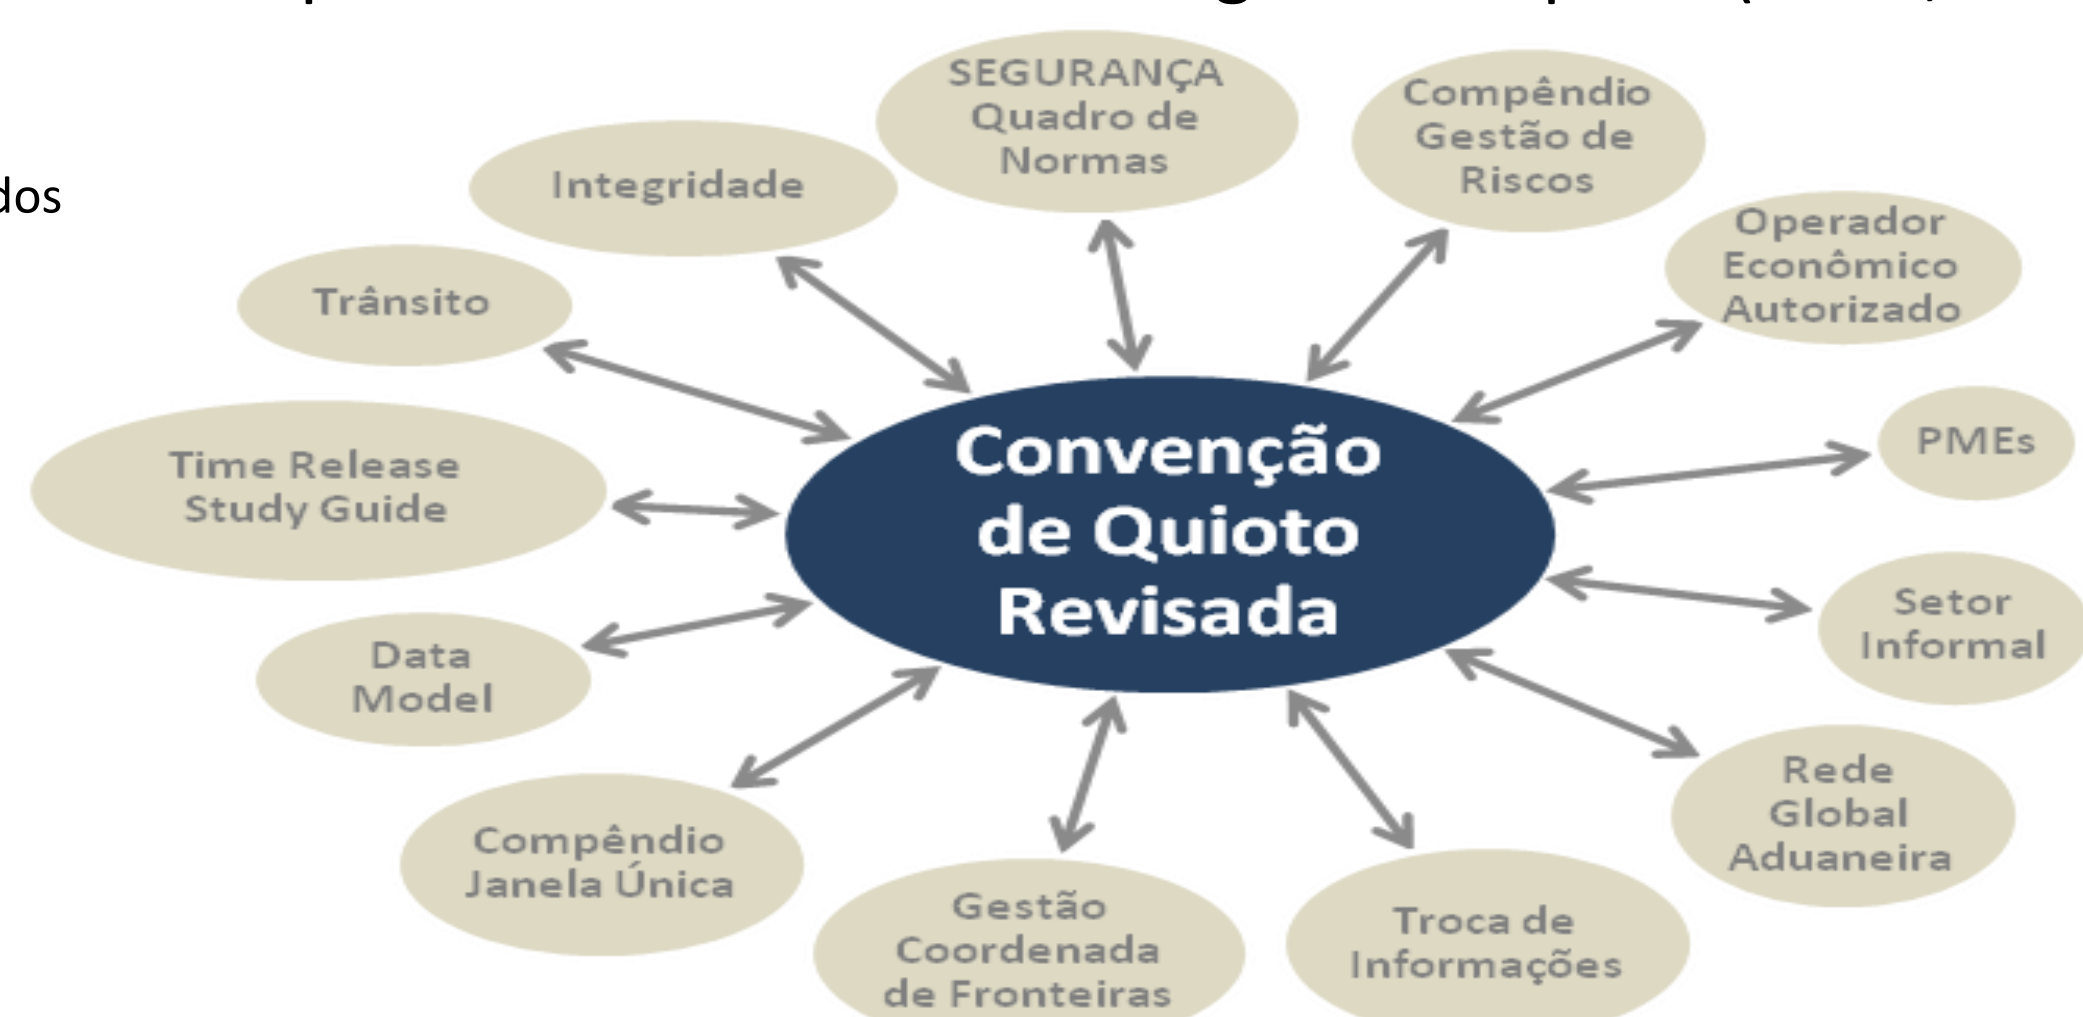 dos
SEGURANÇA
Quadro de
Normas
Compêndio
Gestão de
Riscos
Integridade
Operador
Econômico
Autorizado
Trânsito
PMEs
Time Release
Study Guide
Convenção
de Quioto
Revisada
Setor
Informal
Data
Model
Rede
Global
Aduaneira
Compêndio
Janela Única
Gestão
Coordenada
de Fronteiras
Troca de
Informações